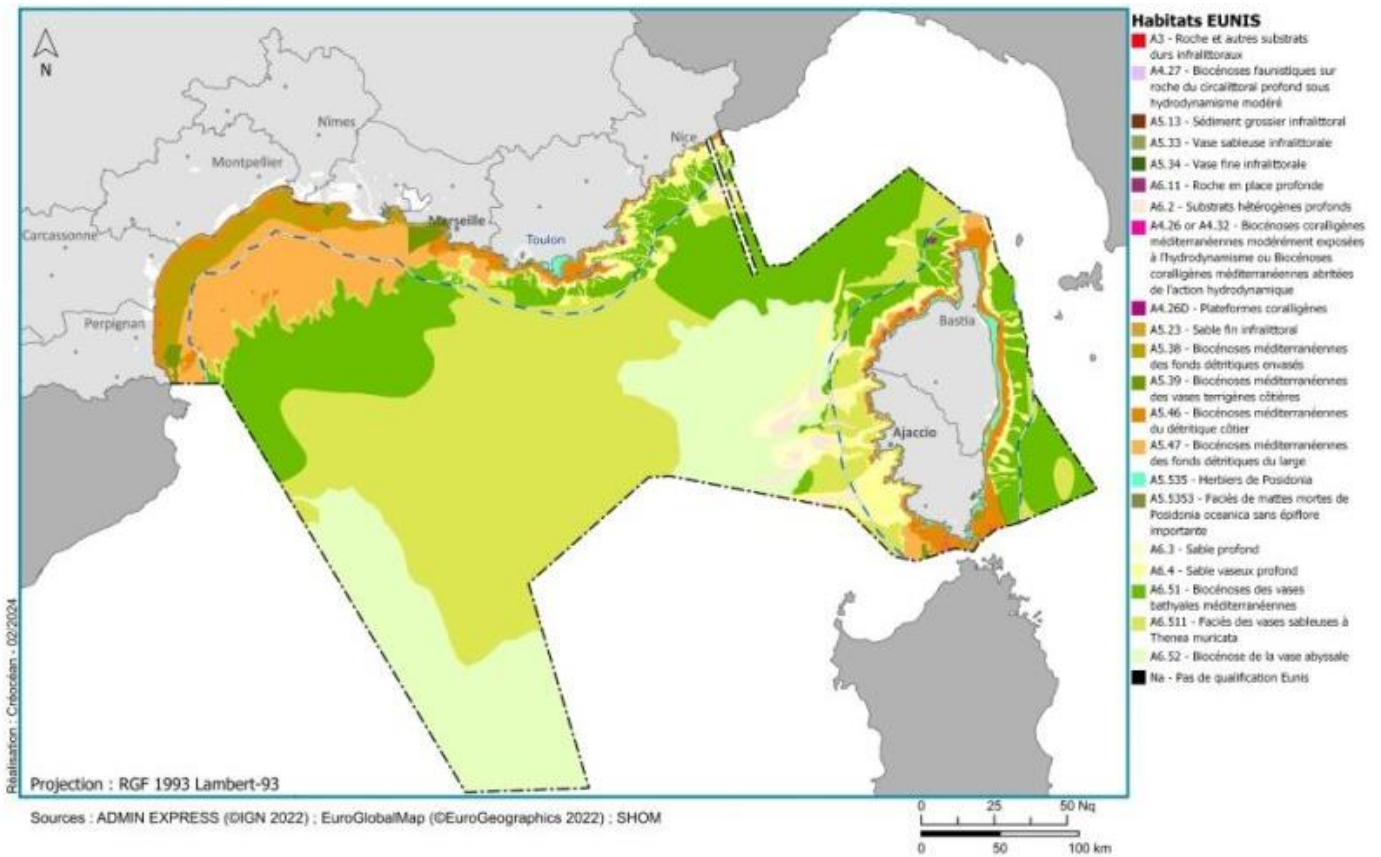 N
Nîmes
Montpellier
Carcassonne
Perpignan
Marseille
Toulon
Nice
Bastia
Ajaccio
Réalisation : Créocéan - 02/2024
Projection : RGF 1993 Lambert-93
Sources : ADMIN EXPRESS (©IGN 2022) ; EuroGlobalMap (©EuroGeographics 2022) ; SHOM
0 25 50 Nq
0 50 100 km
Habitats EUNIS
A3 - Roche et autres substrats
durs infralittoraux
A4.27 - Biocénoses faunistiques sur
roche du circalittoral profond sous
hydrodynamisme modéré
A5.13 - Sédiment grossier infralittoral
A5.33 - Vase sableuse infralittorale
A5.34 - Vase fine infralittorale
A6.11 - Roche en place profonde
A6.2 - Substrats hétérogènes profonds
A4.26 or A4.32 - Biocénoses coralligènes
méditerranéennes modérément exposées
à l'hydrodynamisme ou Biocénoses
coralligènes méditerranéennes abritées
de l'action hydrodynamique
A4.26D - Plateformes coralligènes
A5.23 - Sable fin infralittoral
A5.38 - Biocénoses méditerranéennes
des fonds détritiques envasés
A5.39 - Biocénoses méditerranéennes
des vases terrigènes côtières
A5.46 - Biocénoses méditerranéennes
du détritique côtier
A5.47 - Biocénoses méditerranéennes
des fonds détritiques du large
A5.535 - Herbiers de Posidonia
A5.5353 - Faciès de mattes mortes de
Posidonia oceanica sans épiflore
importante
A6.3 - Sable profond
A6.4 - Sable vaseux profond
A6.51 - Biocénoses des vases
bathyales méditerranéennes
A6.511 - Faciès des vases sableuses à
Thenea muricata
A6.52 - Biocénose de la vase abyssale
Na - Pas de qualification Eunis